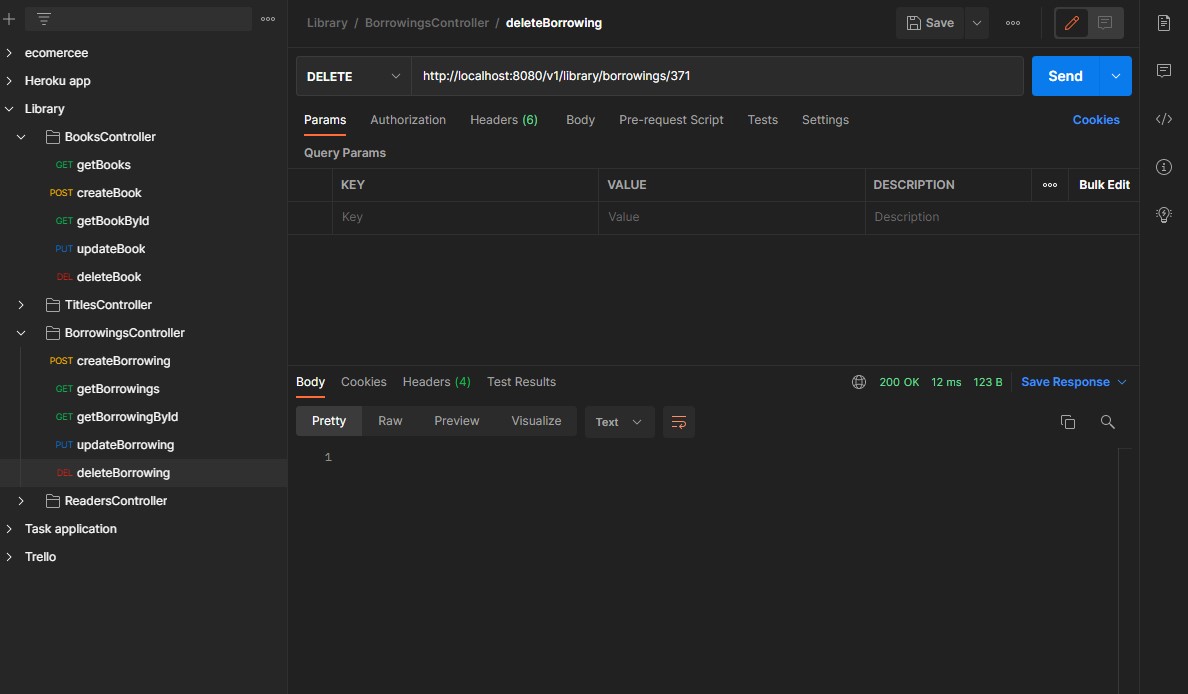 ecomercee
Heroku app
Library
BooksController
GET getBooks
POST createBook
GET getBookById
PUT updateBook
DEL deleteBook
TitlesController
BorrowingsController
POST createBorrowing
GET getBorrowings
GET getBorrowingById
PUT updateBorrowing
DEL deleteBorrowing
ReadersController
Task application
Trello
Library / BorrowingsController / deleteBorrowing
Save
DELETE http://localhost:8080/v1/library/borrowings/371 Send
Params Authorization Headers (6) Body Pre-request Script Tests Settings Cookies
Query Params
KEY VALUE DESCRIPTION Bulk Edit
Key Value Description
Body Cookies Headers (4) Test Results 200 OK 12 ms 123 B Save Response
Pretty Raw Preview Visualize Text
1